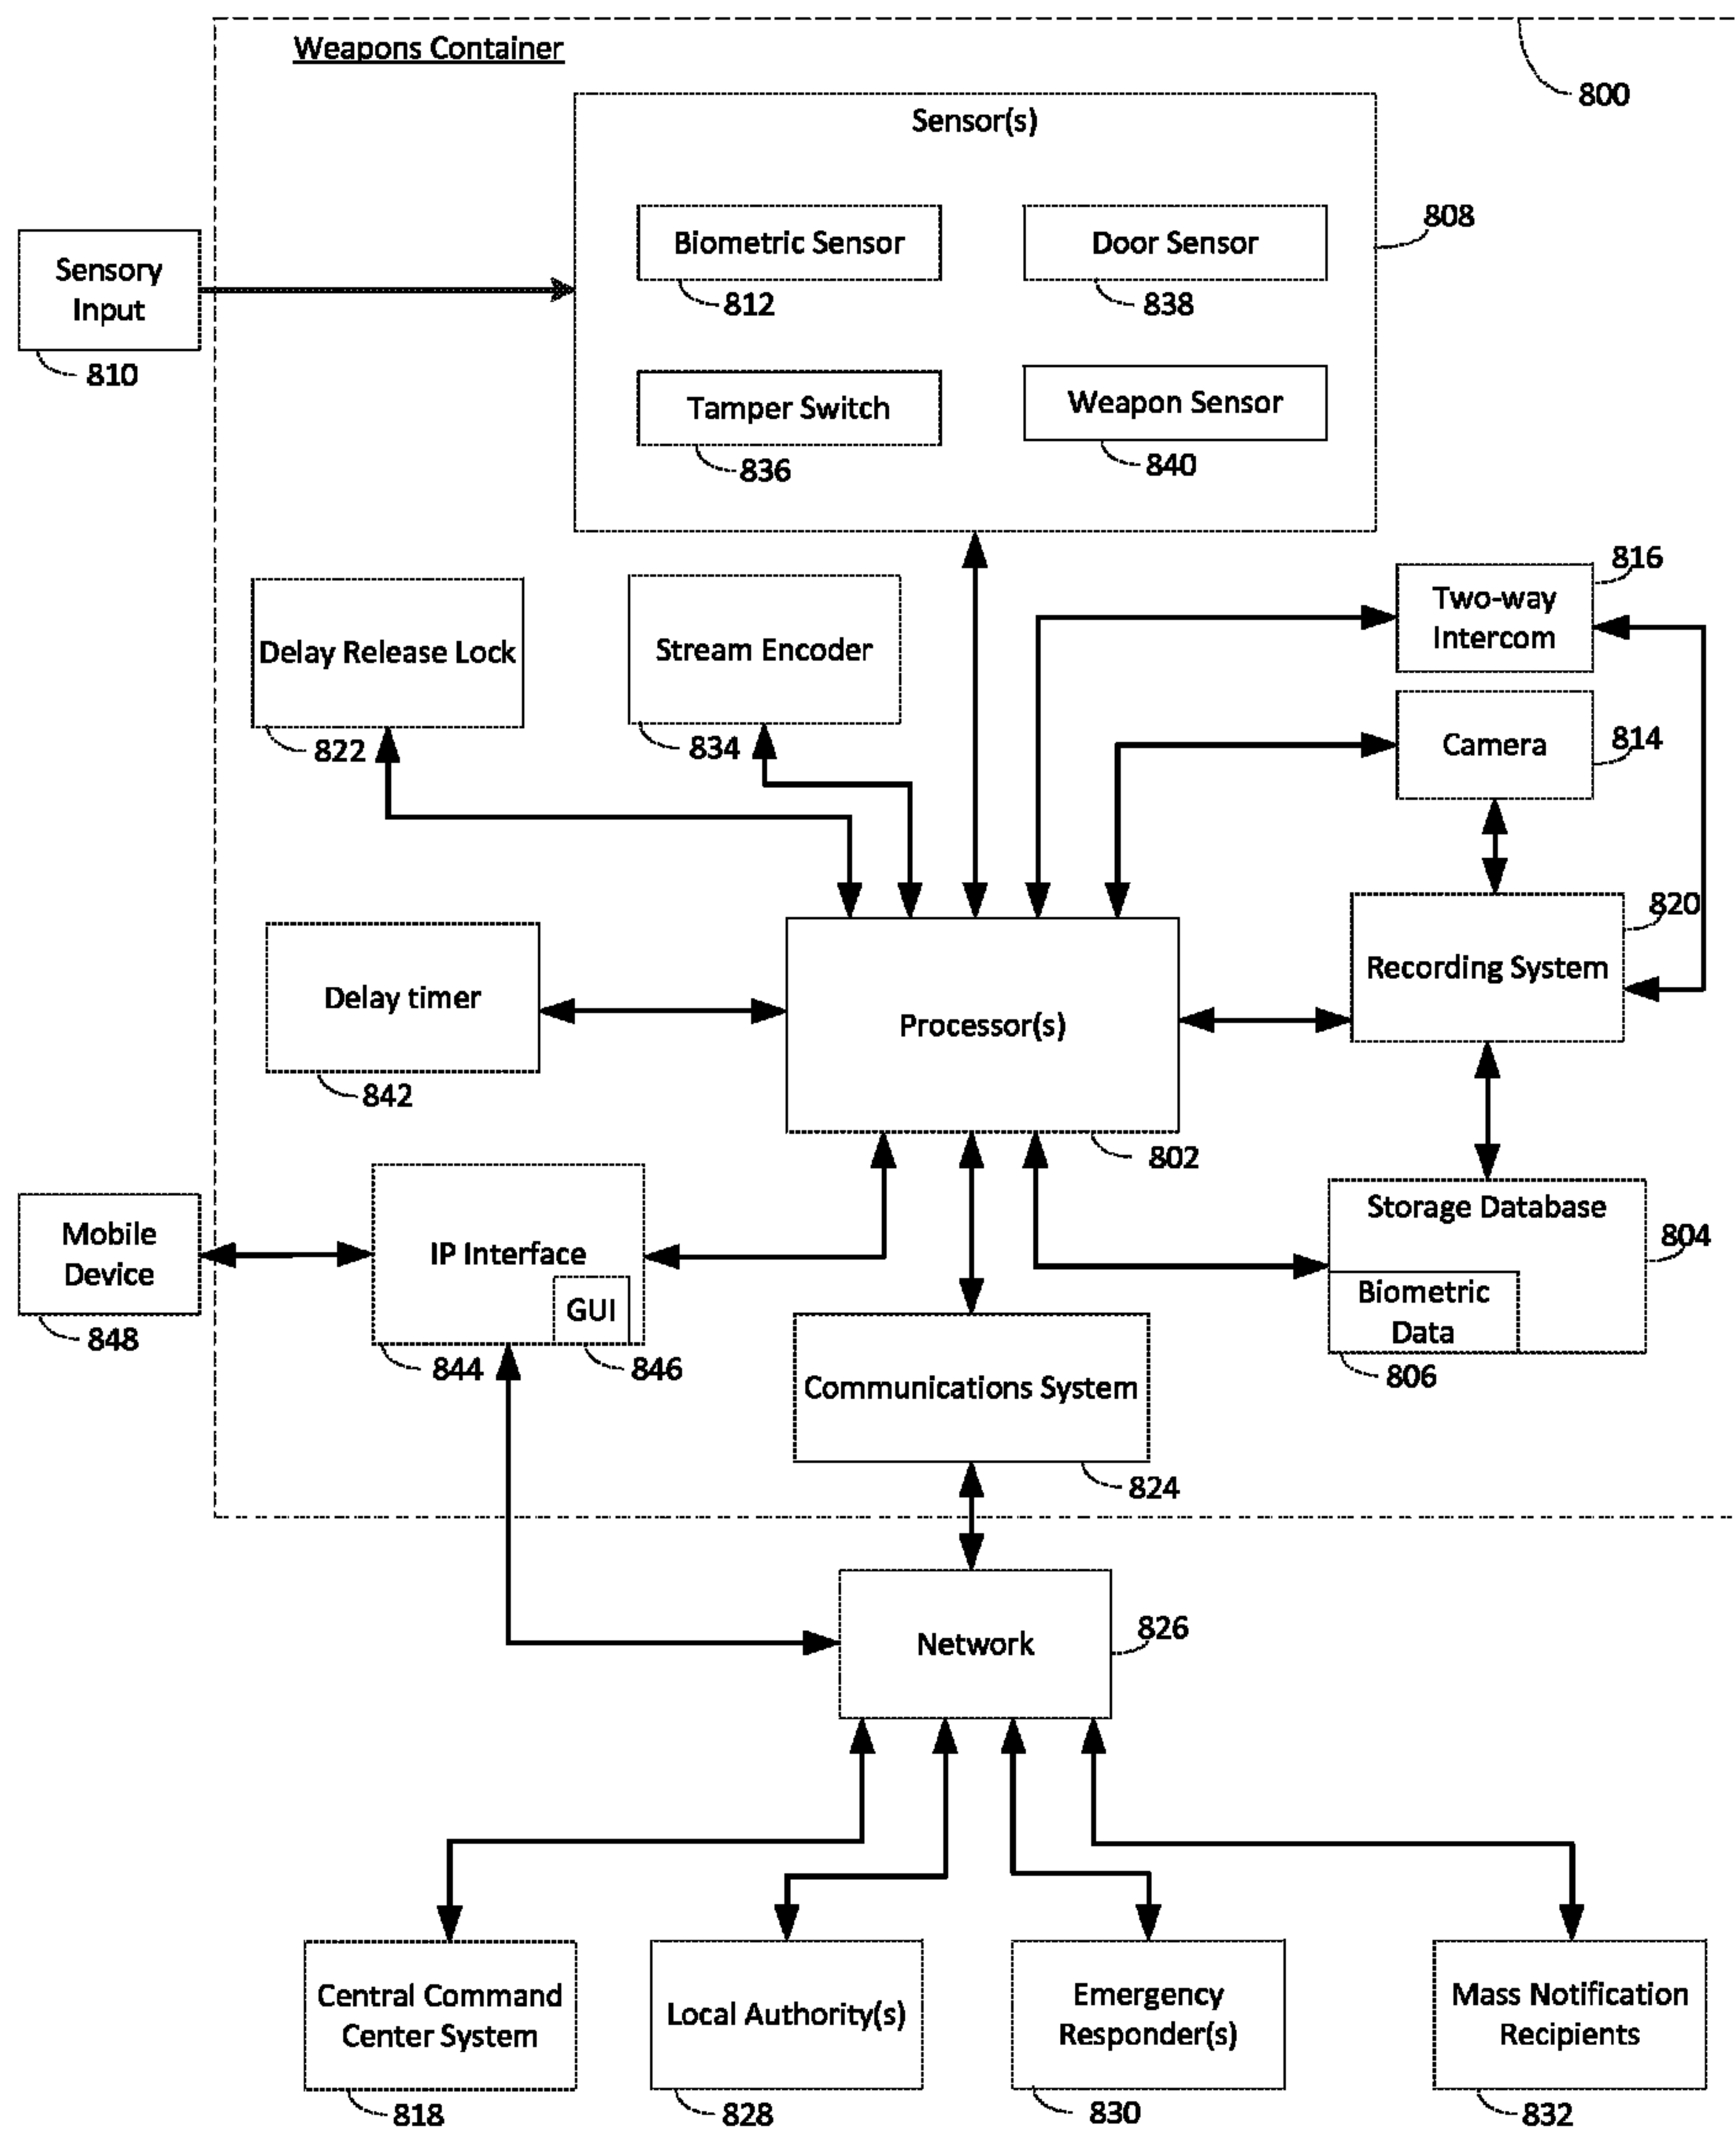 Weapons Container
800
Sensor(s)
808
Sensory
Input
810
Biometric Sensor
812
Door Sensor
838
Tamper Switch
836
Weapon Sensor
840
816
Two-way
Intercom
Delay Release Lock
822
Stream Encoder
834
Camera
814
820
Recording System
Delay timer
842
Processor(s)
802
Mobile
Device
848
IP Interface
GUI
844
846
Storage Database
804
Biometric
Data
806
Communications System
824
Network
826
Central Command
Center System
818
Local Authority(s)
828
Emergency
Responder(s)
830
Mass Notification
Recipients
832